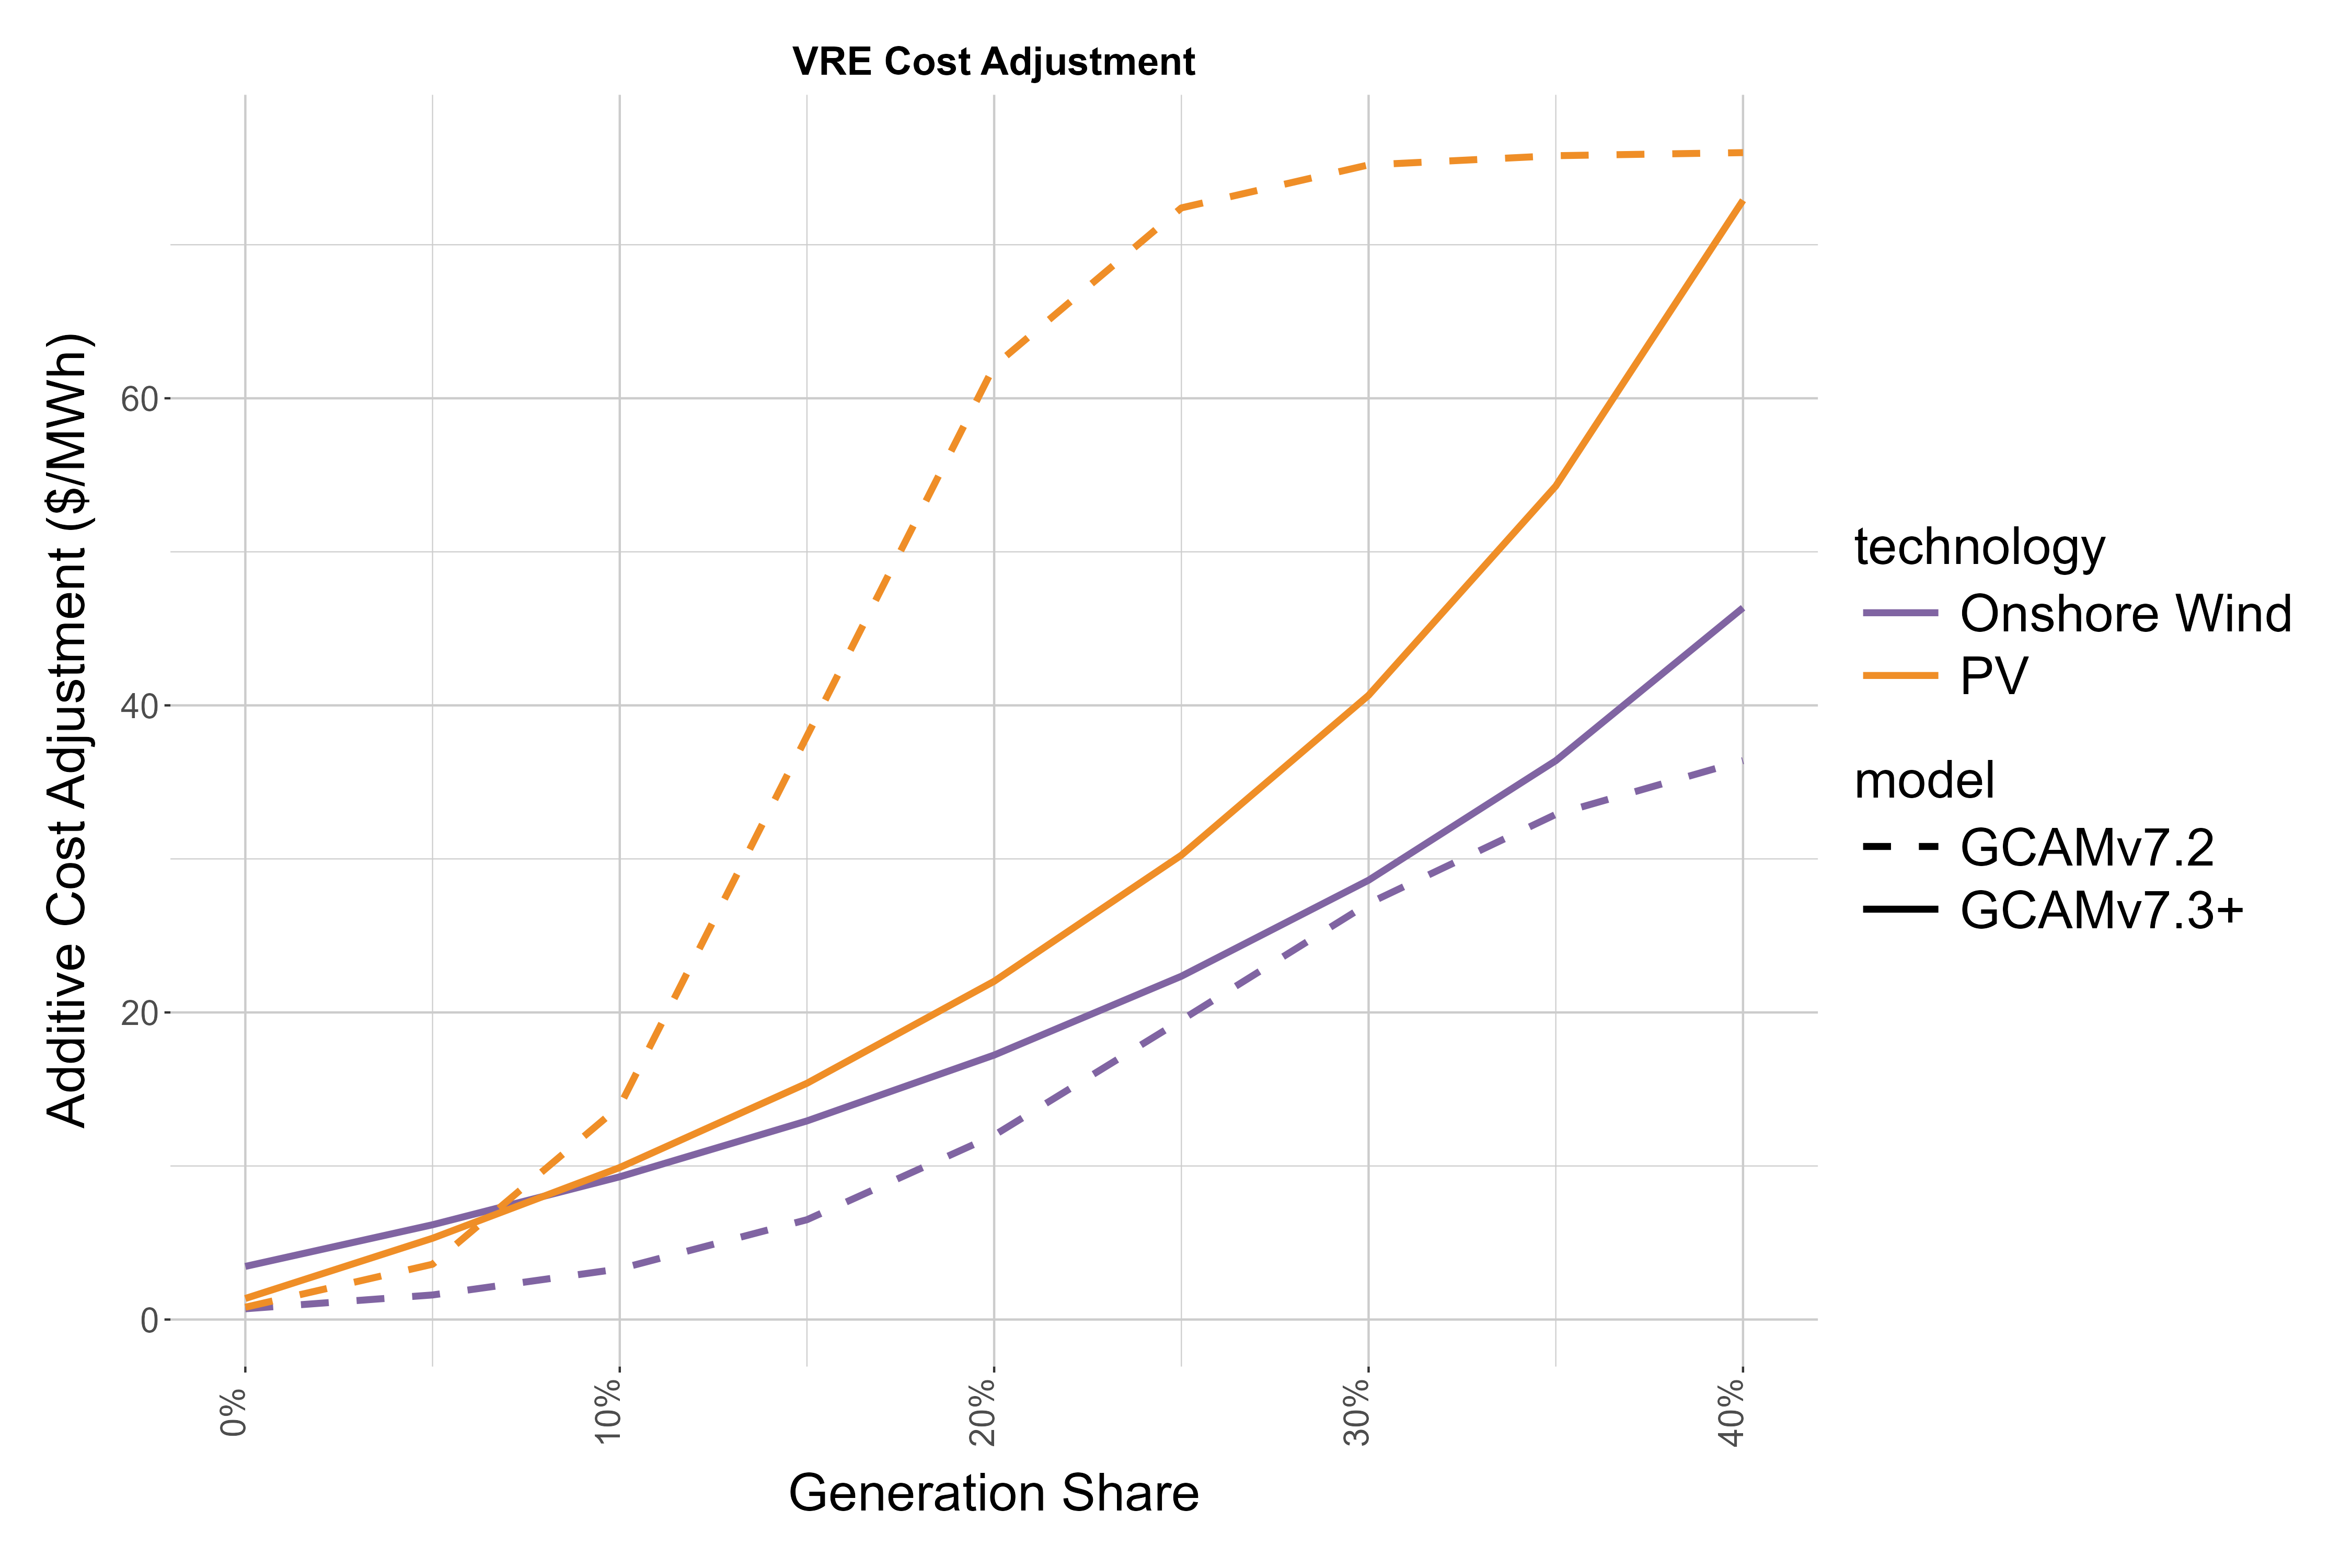 VRE Cost Adjustment
Additive Cost Adjustment ($/MWh)
60
40
20
0
0%
10%
20%
30%
40%
Generation Share
technology
Onshore Wind
PV
model
GCAMv7.2
GCAMv7.3+